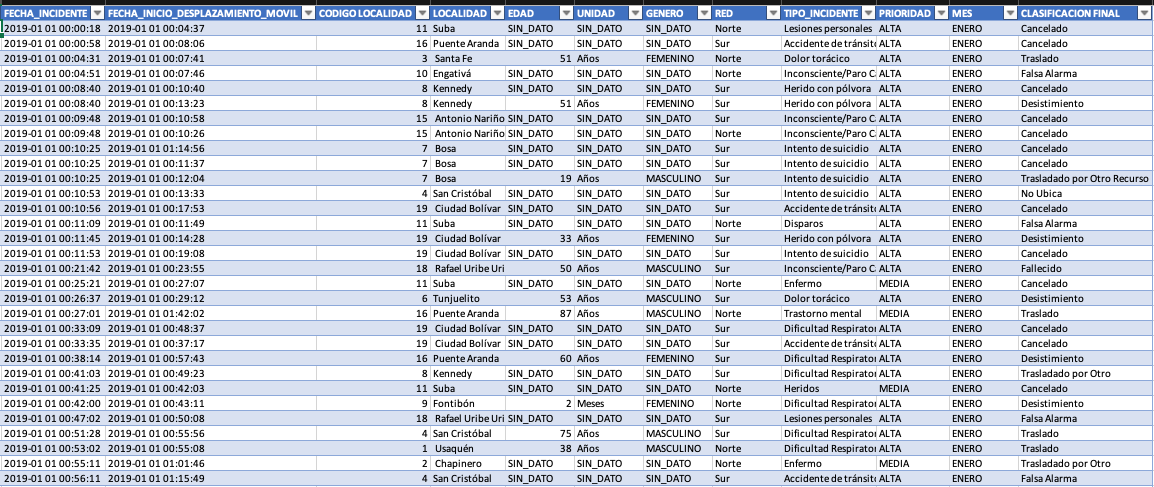 FECHA_INCIDENTE FECHA_INICIO_DESPLAZAMIENTO_MOVIL CODIGO LOCALIDAD LOCALIDAD EDAD UNIDAD GENERO RED TIPO_INCIDENTE PRIORIDAD MES CLASIFICACION FINAL
2019-01 01 00:00:18 2019-01 01 00:04:37 11 Suba SIN_DATO SIN_DATO SIN_DATO Norte Lesiones personales ALTA ENERO Cancelado
2019-01 01 00:00:58 2019-01 01 00:08:06 16 Puente Aranda SIN_DATO SIN_DATO SIN_DATO Sur Accidente de tránsit ALTA ENERO Cancelado
2019-01 01 00:04:31 2019-01 01 00:07:41 3 Santa Fe 51 Años FEMENINO Norte Dolor torácico ALTA ENERO Traslado
2019-01 01 00:04:51 2019-01 01 00:07:46 10 Engativá SIN_DATO SIN_DATO SIN_DATO Norte Inconsciente/Paro C ALTA ENERO Falsa Alarma
2019-01 01 00:08:40 2019-01 01 00:10:40 8 Kennedy SIN_DATO SIN_DATO SIN_DATO Sur Herido con pólvora ALTA ENERO Cancelado
2019-01 01 00:08:40 2019-01 01 00:13:23 8 Kennedy 51 Años FEMENINO Sur Herido con pólvora ALTA ENERO Desistimiento
2019-01 01 00:09:48 2019-01 01 00:10:58 15 Antonio Nariño SIN_DATO SIN_DATO SIN_DATO Sur Inconsciente/Paro C ALTA ENERO Cancelado
2019-01 01 00:09:48 2019-01 01 00:10:26 15 Antonio Nariño SIN_DATO SIN_DATO SIN_DATO Norte Inconsciente/Paro C ALTA ENERO Cancelado
2019-01 01 00:10:25 2019-01 01 01:14:56 7 Bosa SIN_DATO SIN_DATO SIN_DATO Sur Intento de suicidio ALTA ENERO Cancelado
2019-01 01 00:10:25 2019-01 01 00:11:37 7 Bosa SIN_DATO SIN_DATO SIN_DATO Sur Intento de suicidio ALTA ENERO Cancelado
2019-01 01 00:10:25 2019-01 01 00:12:04 7 Bosa 19 Años MASCULINO Sur Intento de suicidio ALTA ENERO Trasladado por Otro Recurso
2019-01 01 00:10:53 2019-01 01 00:13:33 4 San Cristóbal SIN_DATO SIN_DATO SIN_DATO Sur Intento de suicidio ALTA ENERO No Ubica
2019-01 01 00:10:56 2019-01 01 00:17:53 19 Ciudad Bolívar SIN_DATO SIN_DATO SIN_DATO Sur Accidente de tránsit ALTA ENERO Cancelado
2019-01 01 00:11:09 2019-01 01 00:11:49 11 Suba SIN_DATO SIN_DATO SIN_DATO Norte Disparos ALTA ENERO Falsa Alarma
2019-01 01 00:11:45 2019-01 01 00:14:28 19 Ciudad Bolívar 33 Años FEMENINO Sur Herido con pólvora ALTA ENERO Desistimiento
2019-01 01 00:11:53 2019-01 01 00:19:08 19 Ciudad Bolívar SIN_DATO SIN_DATO SIN_DATO Sur Intento de suicidio ALTA ENERO Cancelado
2019-01 01 00:21:42 2019-01 01 00:23:55 18 Rafael Uribe Uri 50 Años MASCULINO Sur Inconsciente/Paro C ALTA ENERO Fallecido
2019-01 01 00:25:21 2019-01 01 00:27:07 11 Suba SIN_DATO SIN_DATO SIN_DATO Norte Enfermo MEDIA ENERO Cancelado
2019-01 01 00:26:37 2019-01 01 00:29:12 6 Tunjuelito 53 Años MASCULINO Sur Dolor torácico ALTA ENERO Desistimiento
2019-01 01 00:27:01 2019-01 01 01:42:02 16 Puente Aranda 87 Años MASCULINO Norte Trastorno mental MEDIA ENERO Traslado
2019-01 01 00:33:09 2019-01 01 00:48:37 19 Ciudad Bolívar SIN_DATO SIN_DATO SIN_DATO Sur Dificultad Respirator ALTA ENERO Cancelado
2019-01 01 00:33:35 2019-01 01 00:37:17 19 Ciudad Bolívar SIN_DATO SIN_DATO SIN_DATO Sur Accidente de tránsit ALTA ENERO Cancelado
2019-01 01 00:38:14 2019-01 01 00:57:43 16 Puente Aranda 60 Años FEMENINO Sur Dificultad Respirator ALTA ENERO Desistimiento
2019-01 01 00:41:03 2019-01 01 00:49:23 8 Kennedy SIN_DATO SIN_DATO SIN_DATO Sur Dificultad Respirator ALTA ENERO Trasladado por Otro
2019-01 01 00:41:25 2019-01 01 00:42:03 11 Suba SIN_DATO SIN_DATO SIN_DATO Norte Heridos MEDIA ENERO Cancelado
2019-01 01 00:42:00 2019-01 01 00:43:11 9 Fontibón 2 Meses FEMENINO Norte Dificultad Respirator ALTA ENERO Desistimiento
2019-01 01 00:47:02 2019-01 01 00:50:08 18 Rafael Uribe Uri SIN_DATO SIN_DATO SIN_DATO Sur Lesiones personales ALTA ENERO Falsa Alarma
2019-01 01 00:51:28 2019-01 01 00:55:56 4 San Cristóbal 75 Años MASCULINO Sur Dificultad Respirator ALTA ENERO Traslado
2019-01 01 00:53:02 2019-01 01 00:55:08 1 Usaquén 38 Años MASCULINO Norte Dificultad Respirator ALTA ENERO Traslado
2019-01 01 00:55:11 2019-01 01 01:01:46 2 Chapinero SIN_DATO SIN_DATO SIN_DATO Norte Enfermo MEDIA ENERO Trasladado por Otro
2019-01 01 00:56:11 2019-01 01 01:15:49 4 San Cristóbal SIN_DATO SIN_DATO SIN_DATO Sur Accidente de tránsit ALTA ENERO Falsa Alarma